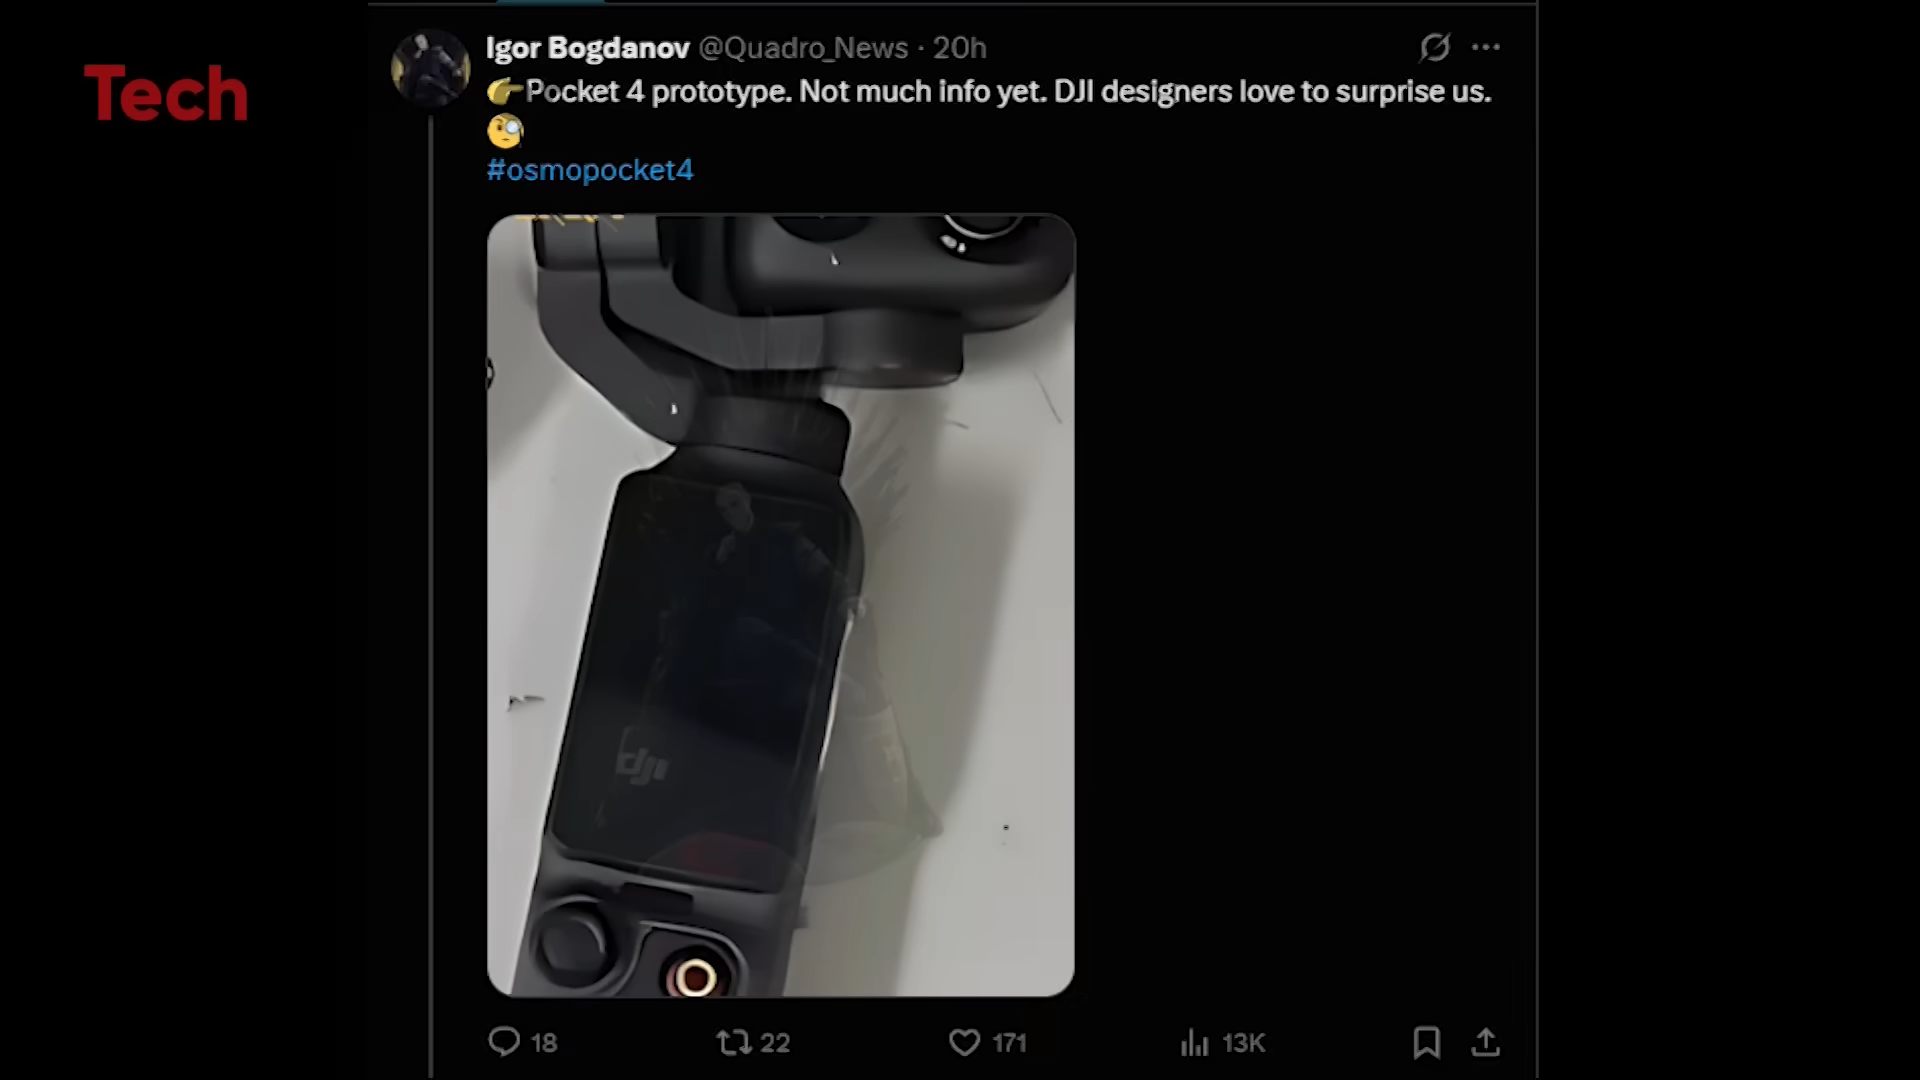 Tech
Igor Bogdanov @Quadro_News · 20h
👉Pocket 4 prototype. Not much info yet. DJI designers love to surprise us.
🧐
#osmopocket4
dji
18 22 171 13K